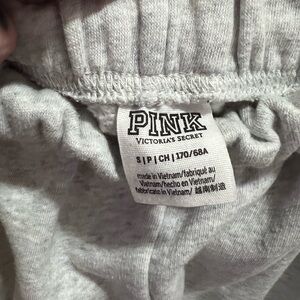 PINK
VICTORIA'S SECRET
S | P | CH | 170/68A
made in Vietnam/fabriqué au
Vietnam/hecho en Vietnam/
fabbricato in Vietnam/ 越南制造